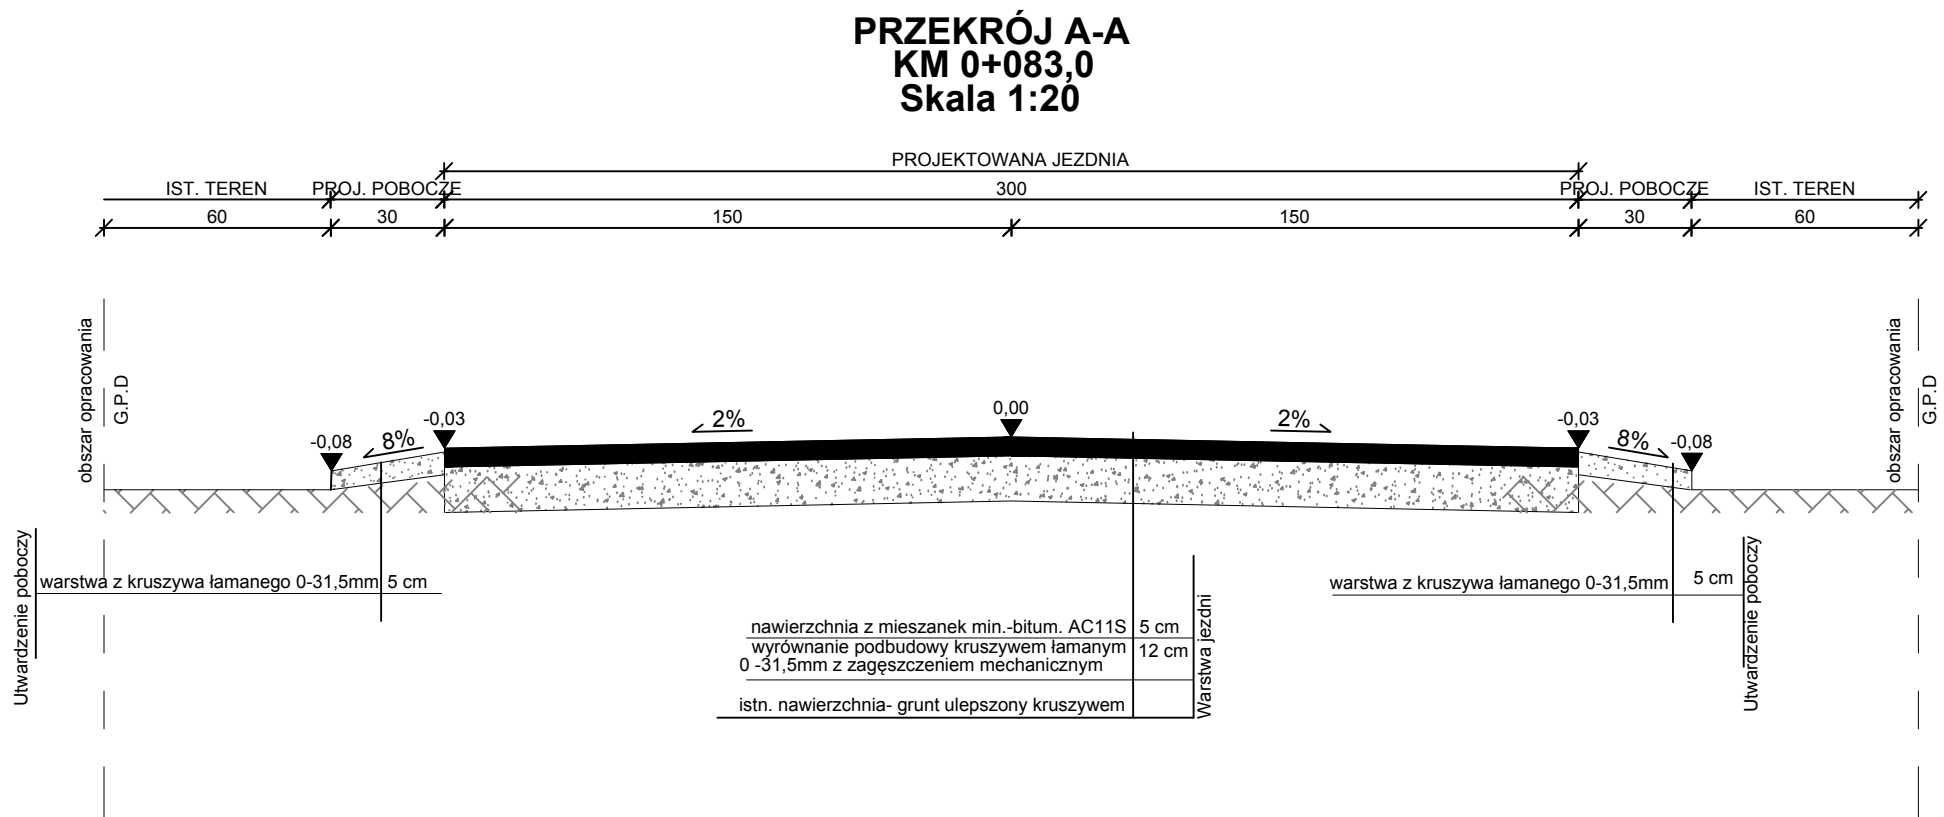 PRZEKRÓJ A-A
KM 0+083,0
Skala 1:20
PROJEKTOWANA JEZDNIA
IST. TEREN PROJ. POBOCZE 300 PROJ. POBOCZE IST. TEREN
60 30 150 150 30 60
obszar opracowania
G.P.D
obszar opracowania
G.P.D
-0,08 8% -0,03 2% 0,00 2% -0,03 8% -0,08
Utwardzenie poboczy
warstwa z kruszywa łamanego 0-31,5mm 5 cm
warstwa z kruszywa łamanego 0-31,5mm 5 cm
Utwardzenie poboczy
nawierzchnia z mieszanek min.-bitum. AC11S 5 cm
wyrównanie podbudowy kruszywem łamanym 12 cm
0 -31,5mm z zagęszczeniem mechanicznym
istn. nawierzchnia- grunt ulepszony kruszywem
Warstwa jezdni